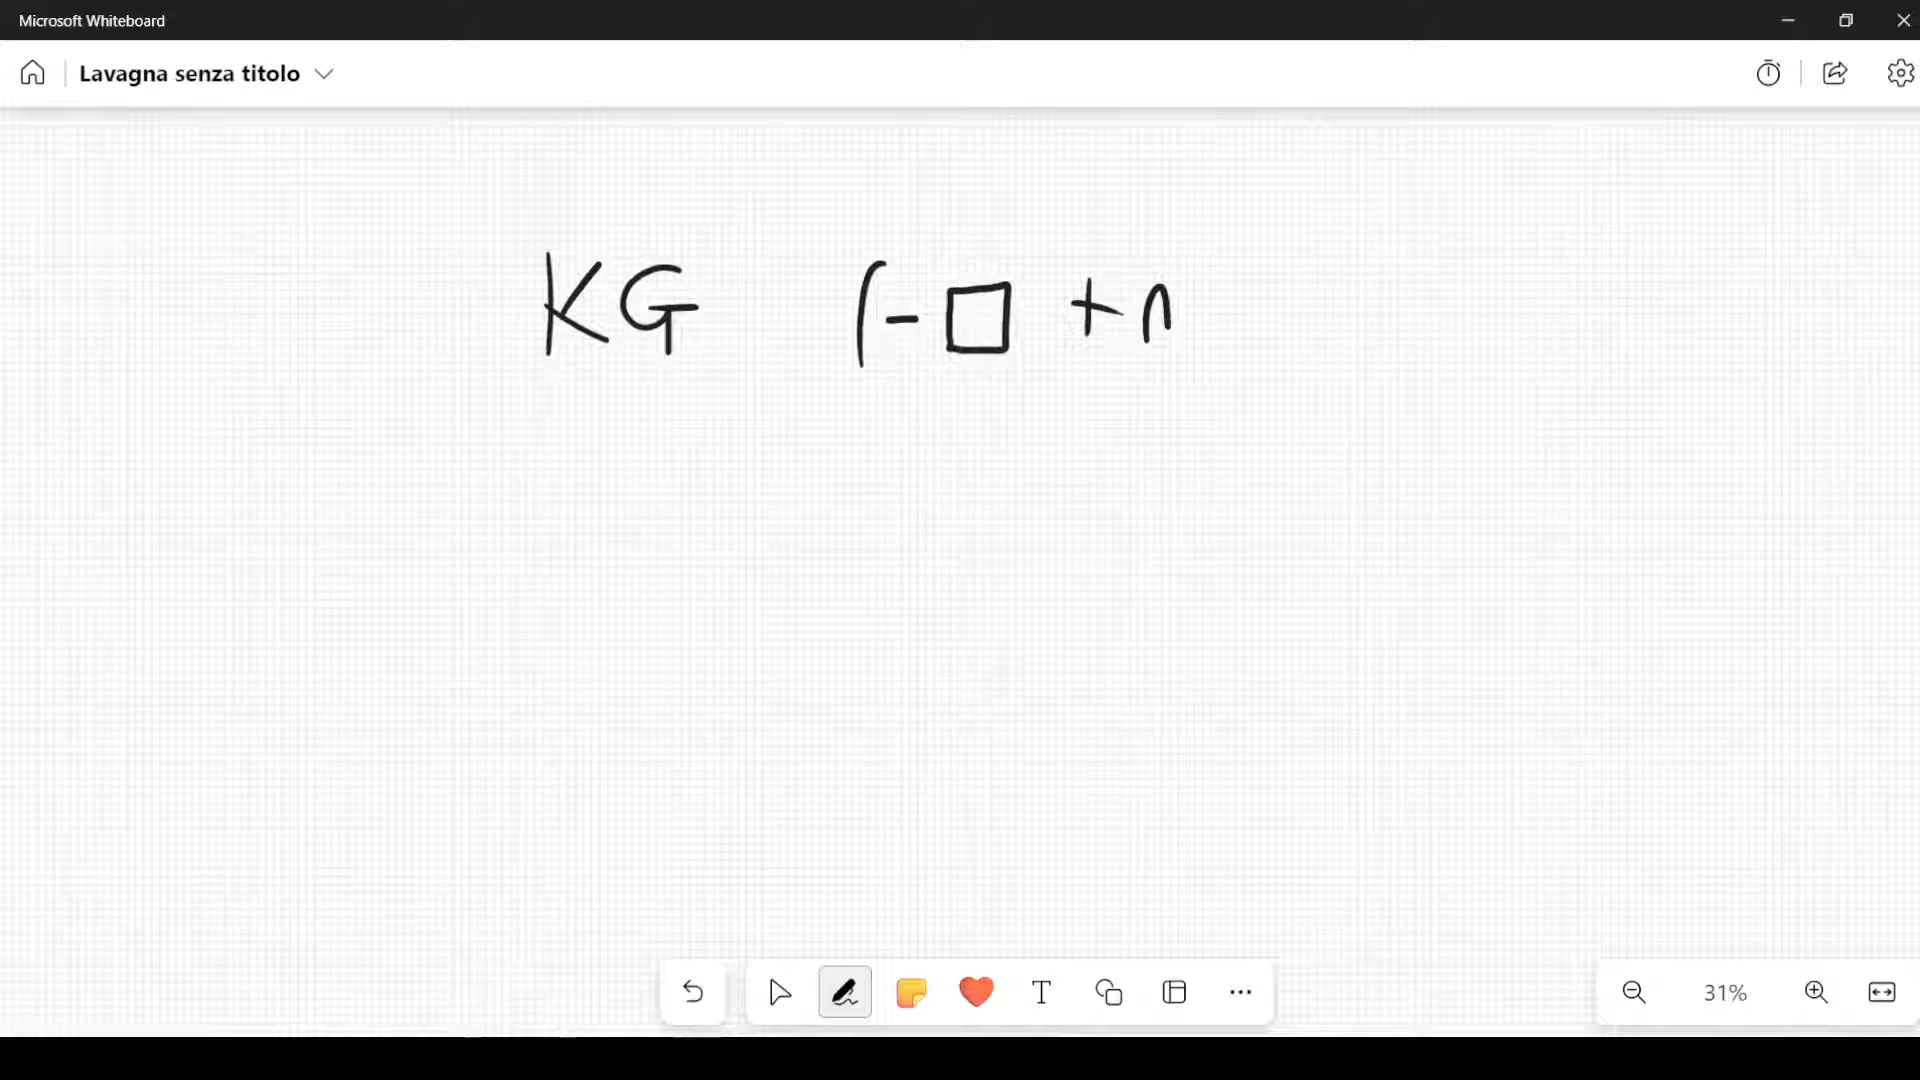 Microsoft Whiteboard
Lavagna senza titolo
KG (-□ + n
T
31%